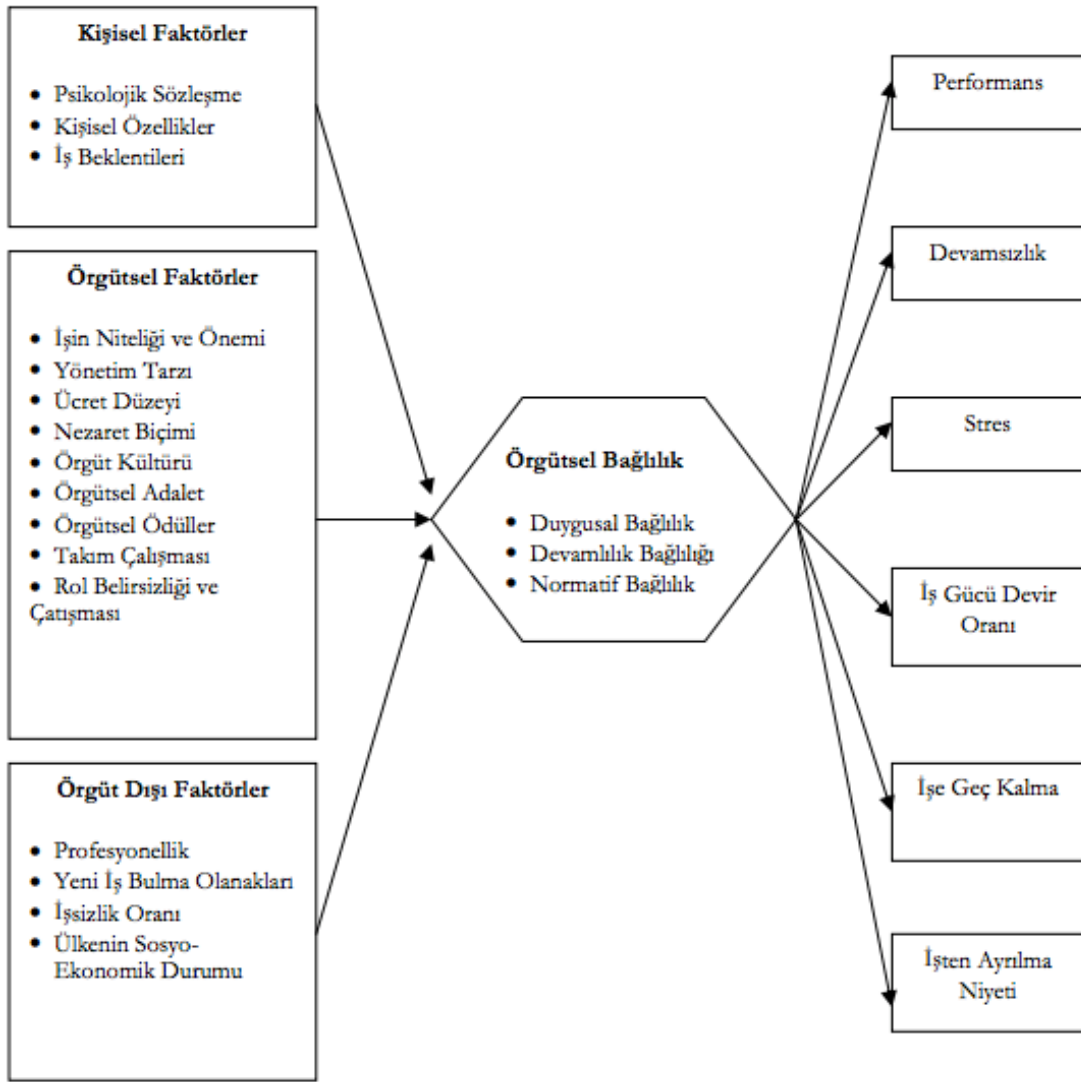 Kişisel Faktörler
• Psikolojik Sözleşme
• Kişisel Özellikler
• İş Beklentileri
Örgütsel Faktörler
• İşin Niteliği ve Önemi
• Yönetim Tarzı
• Ücret Düzeyi
• Nezaret Biçimi
• Örgüt Kültürü
• Örgütsel Adalet
• Örgütsel Ödüller
• Takım Çalışması
• Rol Belirsizliği ve
Çatışması
Örgüt Dışı Faktörler
• Profesyonellik
• Yeni İş Bulma Olanakları
• İşsizlik Oranı
• Ülkenin Sosyo-
Ekonomik Durumu
Örgütsel Bağlılık
• Duygusal Bağlılık
• Devamlılık Bağlılığı
• Normatif Bağlılık
Performans
Devamsızlık
Stres
İş Gücü Devir
Oranı
İşe Geç Kalma
İşten Ayrılma
Niyeti